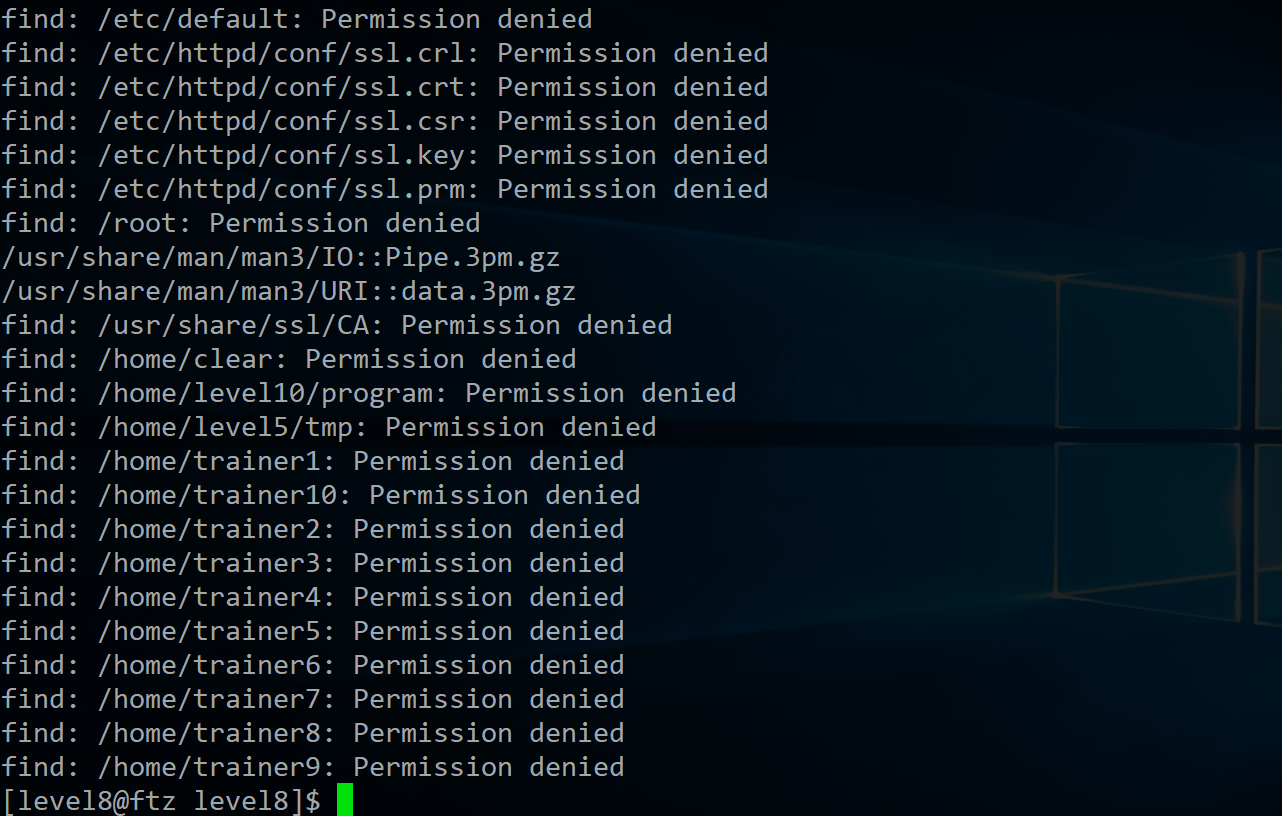 find: /etc/default: Permission denied
find: /etc/httpd/conf/ssl.crl: Permission denied
find: /etc/httpd/conf/ssl.crt: Permission denied
find: /etc/httpd/conf/ssl.csr: Permission denied
find: /etc/httpd/conf/ssl.key: Permission denied
find: /etc/httpd/conf/ssl.prm: Permission denied
find: /root: Permission denied
/usr/share/man/man3/IO::Pipe.3pm.gz
/usr/share/man/man3/URI::data.3pm.gz
find: /usr/share/ssl/CA: Permission denied
find: /home/clear: Permission denied
find: /home/level10/program: Permission denied
find: /home/level5/tmp: Permission denied
find: /home/trainer1: Permission denied
find: /home/trainer10: Permission denied
find: /home/trainer2: Permission denied
find: /home/trainer3: Permission denied
find: /home/trainer4: Permission denied
find: /home/trainer5: Permission denied
find: /home/trainer6: Permission denied
find: /home/trainer7: Permission denied
find: /home/trainer8: Permission denied
find: /home/trainer9: Permission denied
[level8@ftz level8]$